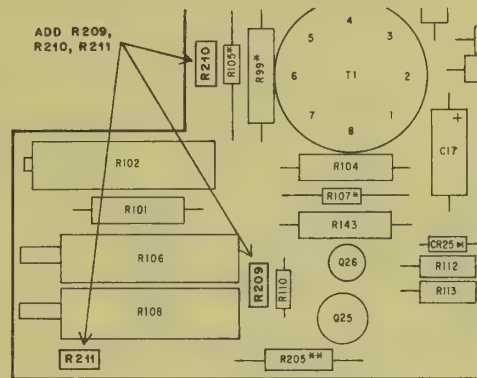 ADD R209,
R210, R211
R210
R105*
R99*
4
5
3
6
T1
2
7
1
8
+
C17
R102
R104
R107*
R101
R143
R106
R209
R110
Q26
CR25
R112
R113
R108
Q25
R211
R205**